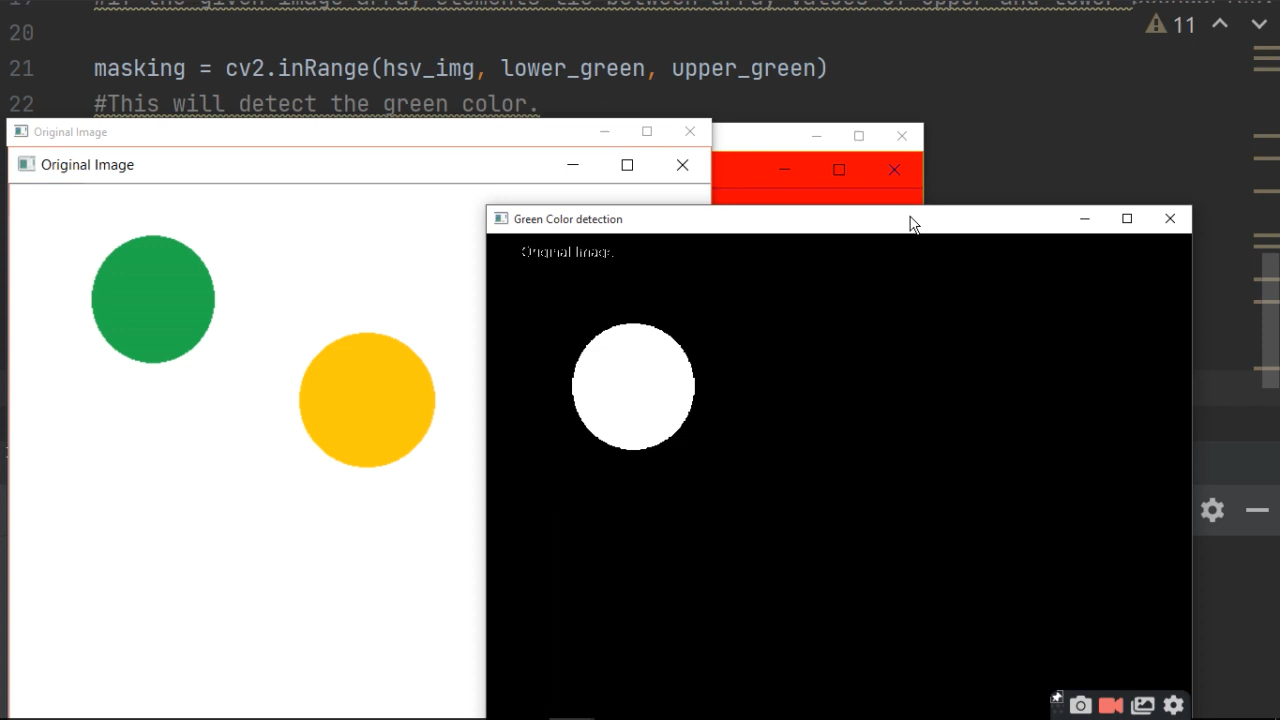 20
21 masking = cv2.inRange(hsv_img, lower_green, upper_green)
22 #This will detect the green color.
11
Original Image
Original Image
Green Color detection
Original Image